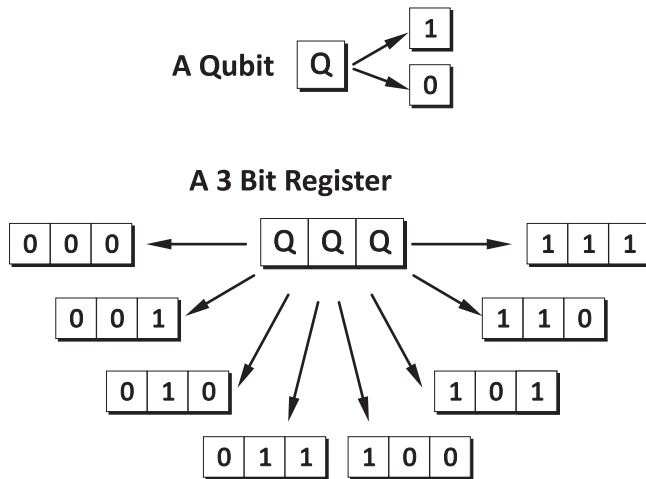 1
A Qubit Q
0
A 3 Bit Register
0 0 0 Q Q Q 1 1 1
0 0 1 1 1 0
0 1 0 1 0 1
0 1 1 1 0 0